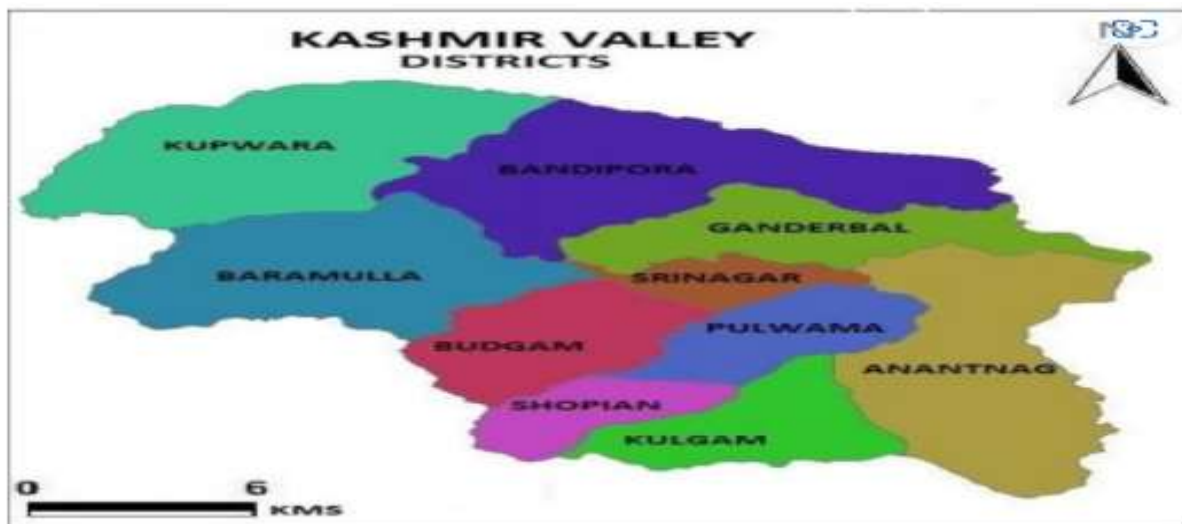 KASHMIR VALLEY
DISTRICTS
KUPWARA
BANDIPORA
GANDERBAL
BARAMULLA
SRINAGAR
PULWAMA
BUDGAM
ANANTNAG
SHOPIAN
KULGAM
0 6
KMS